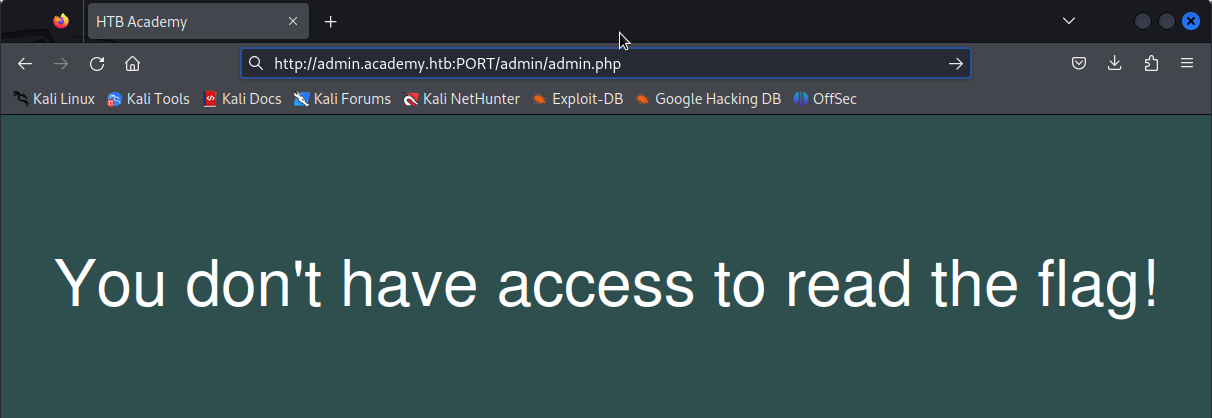 HTB Academy
http://admin.academy.htb:PORT/admin/admin.php
Kali Linux Kali Tools Kali Docs Kali Forums Kali NetHunter Exploit-DB Google Hacking DB OffSec
You don't have access to read the flag!